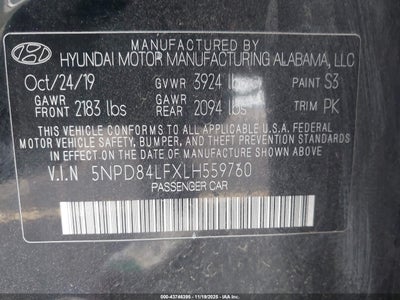 MANUFACTURED BY
HYUNDAI MOTOR MANUFACTURING ALABAMA, LLC
Oct/24/19 GVWR 3924 lbs PAINT S3
GAWR FRONT 2183 lbs GAWR REAR 2094 lbs TRIM PK
THIS VEHICLE CONFORMS TO ALL APPLICABLE U.S.A. FEDERAL
MOTOR VEHICLE SAFETY, BUMPER, AND THEFT PREVENTION STANDARDS
IN EFFECT ON THE DATE OF MANUFACTURE SHOWN ABOVE.
V.I.N 5NPD84LFXLH559760
PASSENGER CAR
000-43746395 - 11/19/2025 - IAA Inc.